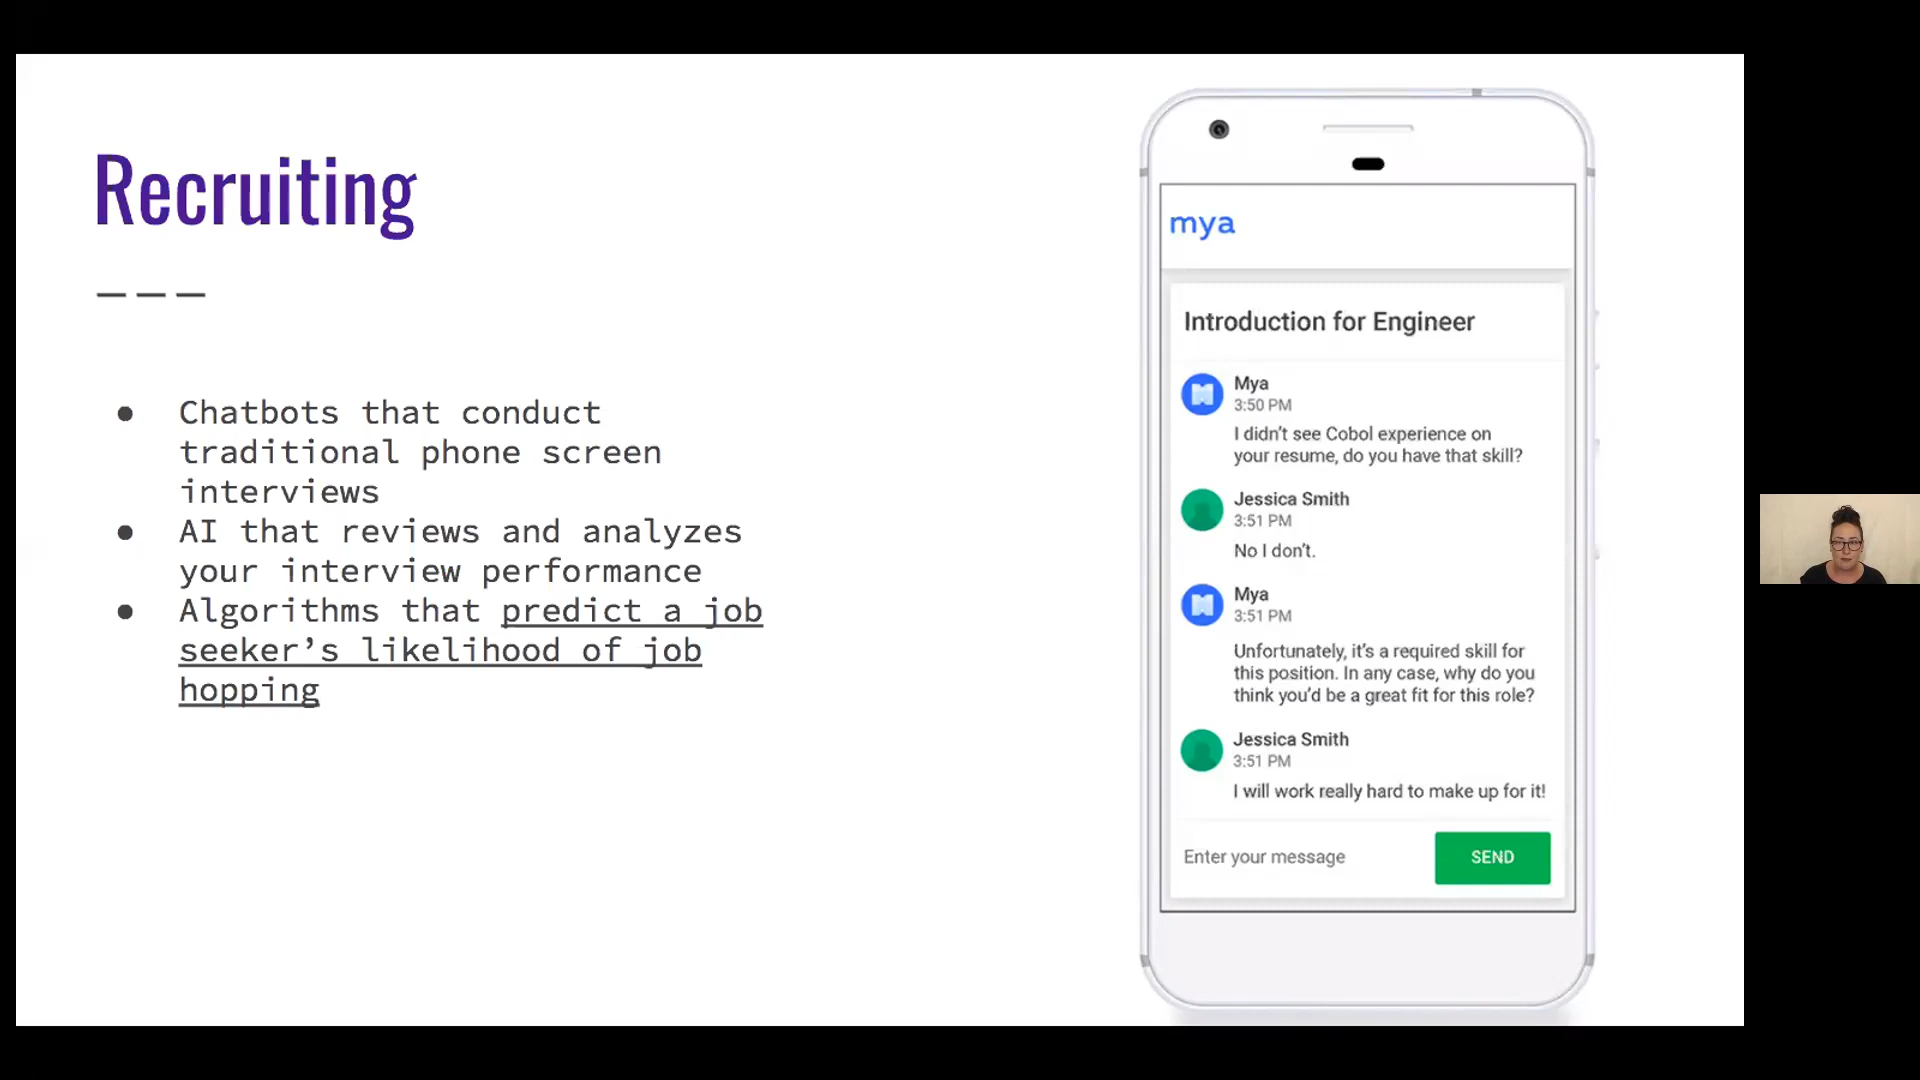 Recruiting
● Chatbots that conduct
traditional phone screen
interviews
● AI that reviews and analyzes
your interview performance
● Algorithms that predict a job
seeker’s likelihood of job
hopping
mya
Introduction for Engineer
Mya
3:50 PM
I didn’t see Cobol experience on
your resume, do you have that skill?
Jessica Smith
3:51 PM
No I don’t.
Mya
3:51 PM
Unfortunately, it’s a required skill for
this position. In any case, why do you
think you’d be a great fit for this role?
Jessica Smith
3:51 PM
I will work really hard to make up for it!
Enter your message
SEND